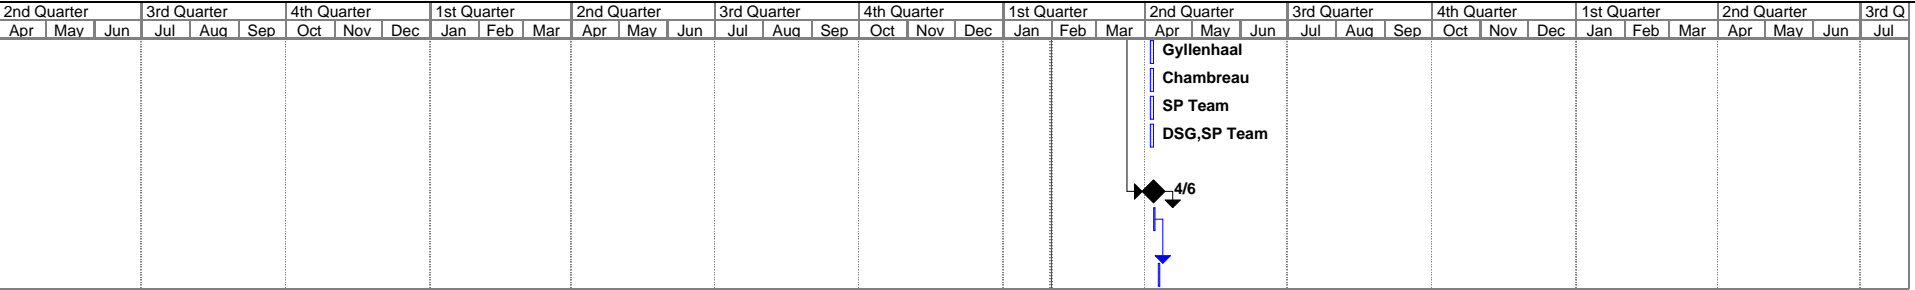 2nd Quarter 3rd Quarter 4th Quarter 1st Quarter 2nd Quarter 3rd Quarter 4th Quarter 1st Quarter 2nd Quarter 3rd Quarter 4th Quarter 1st Quarter 2nd Quarter 3rd Q
Apr May Jun Jul Aug Sep Oct Nov Dec Jan Feb Mar Apr May Jun Jul Aug Sep Oct Nov Dec Jan Feb Mar Apr May Jun Jul Aug Sep Oct Nov Dec Jan Feb Mar Apr May Jun Jul
Gyllenhaal
Chambreau
SP Team
DSG,SP Team
4/6